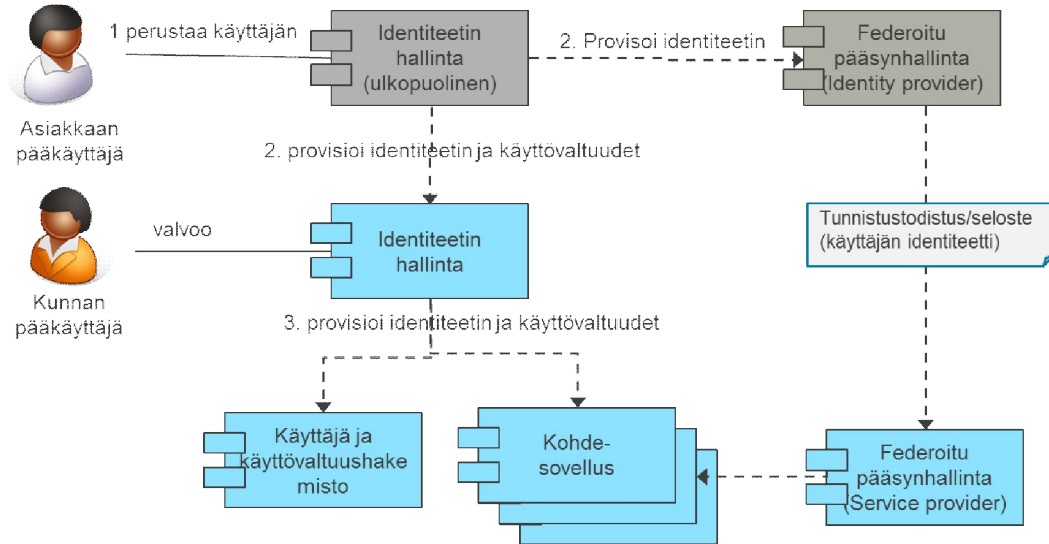 1 perustaa käyttäjän
Identiteetin
hallinta
(ulkopuolinen)
2. Provisoi identiteetin
Federoitu
pääsynhallinta
(Identity provider)
Asiakkaan
pääkäyttäjä
2. provisioi identiteetin ja käyttövaltuudet
valvoo
Identiteetin
hallinta
Tunnistustodistus/seloste
(käyttäjän identiteetti)
Kunnan
pääkäyttäjä
3. provisioi identiteetin ja käyttövaltuudet
Käyttäjä ja
käyttövaltuushake
misto
Kohde-
sovellus
Federoitu
pääsynhallinta
(Service provider)